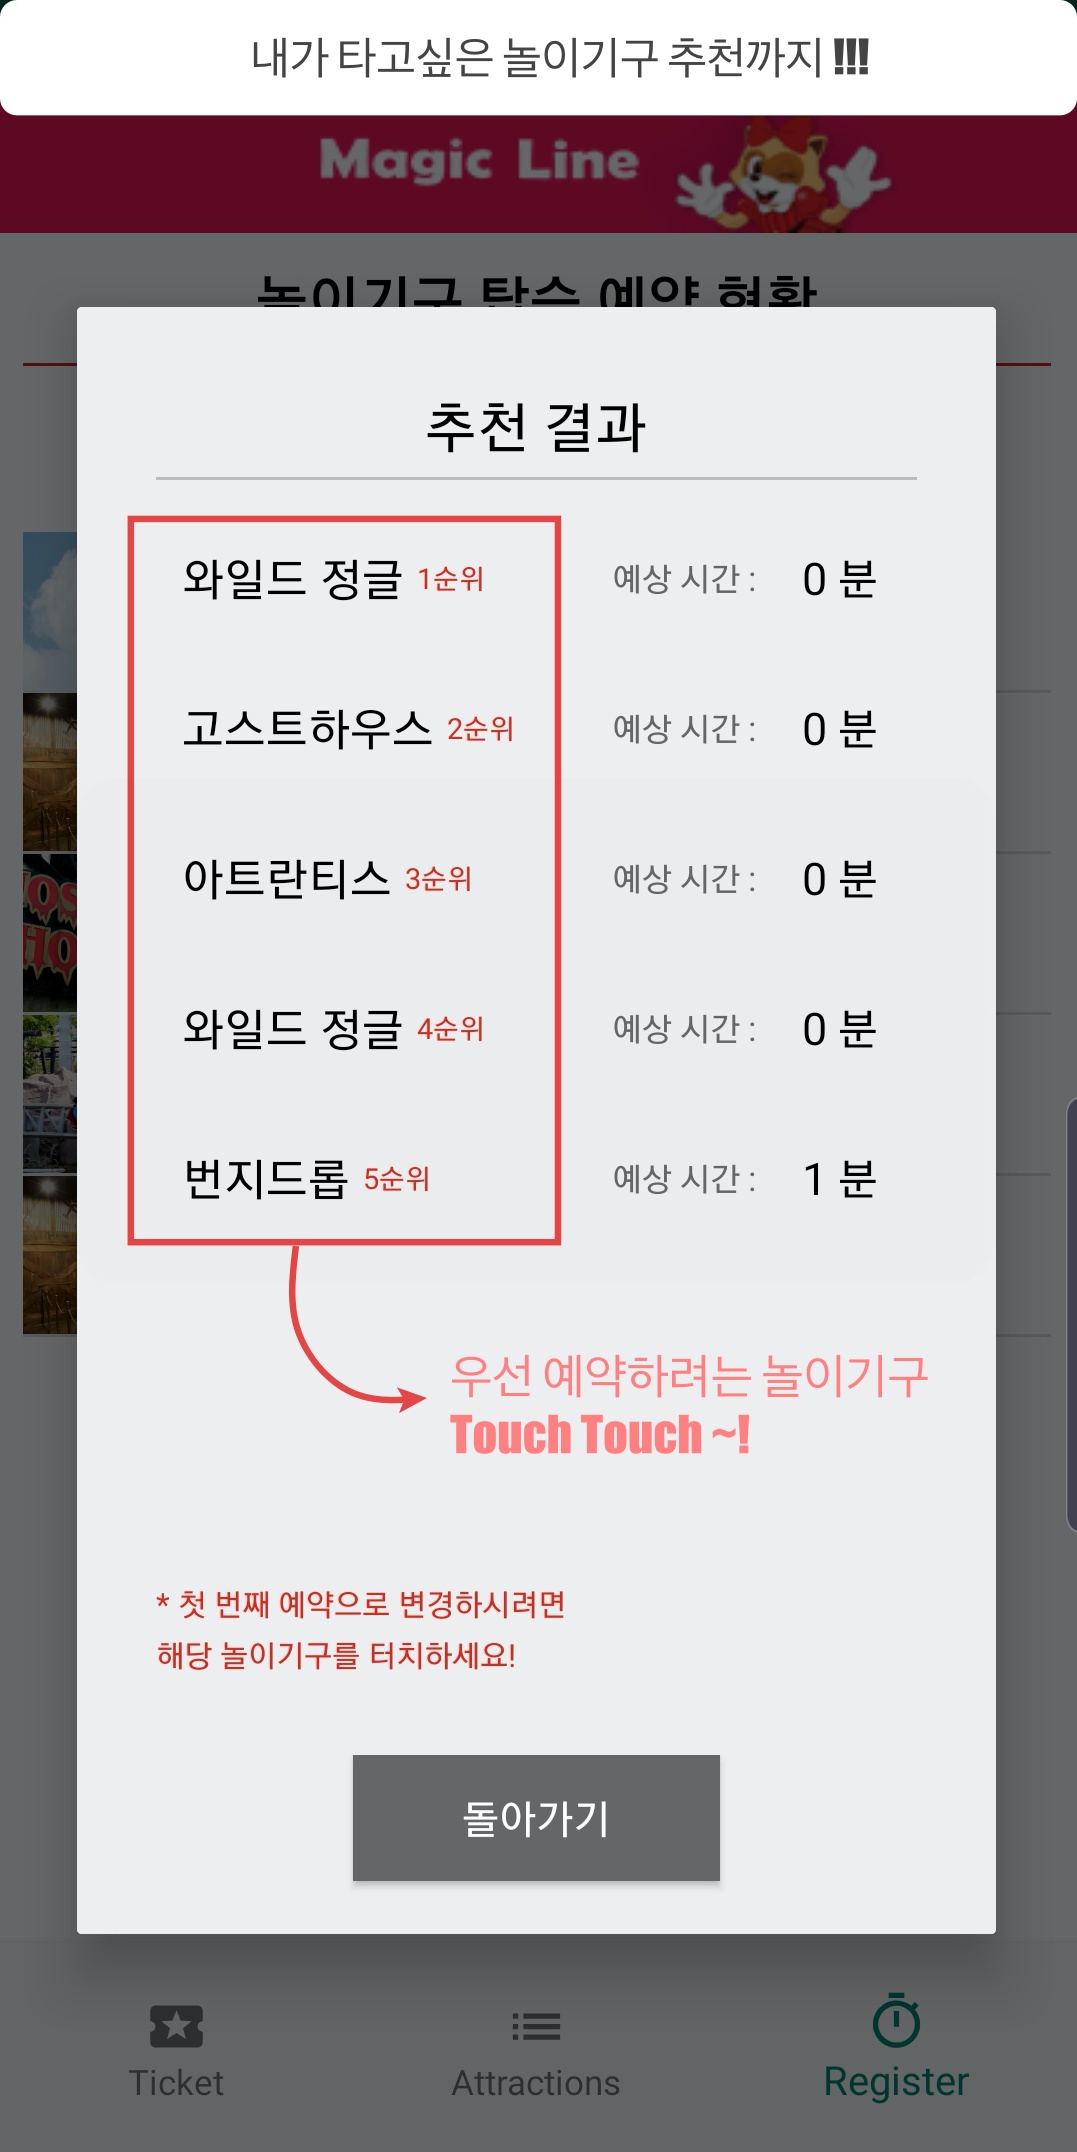 내가 타고싶은 놀이기구 추천까지 !!!
Magic Line
놀이기구 탑승 예약 현황
추천 결과
와일드 정글 1순위 예상 시간 : 0 분
고스트하우스 2순위 예상 시간 : 0 분
아트란티스 3순위 예상 시간 : 0 분
와일드 정글 4순위 예상 시간 : 0 분
번지드롭 5순위 예상 시간 : 1 분
우선 예약하려는 놀이기구
Touch Touch ~!
* 첫 번째 예약으로 변경하시려면
해당 놀이기구를 터치하세요!
돌아가기
Ticket Attractions Register